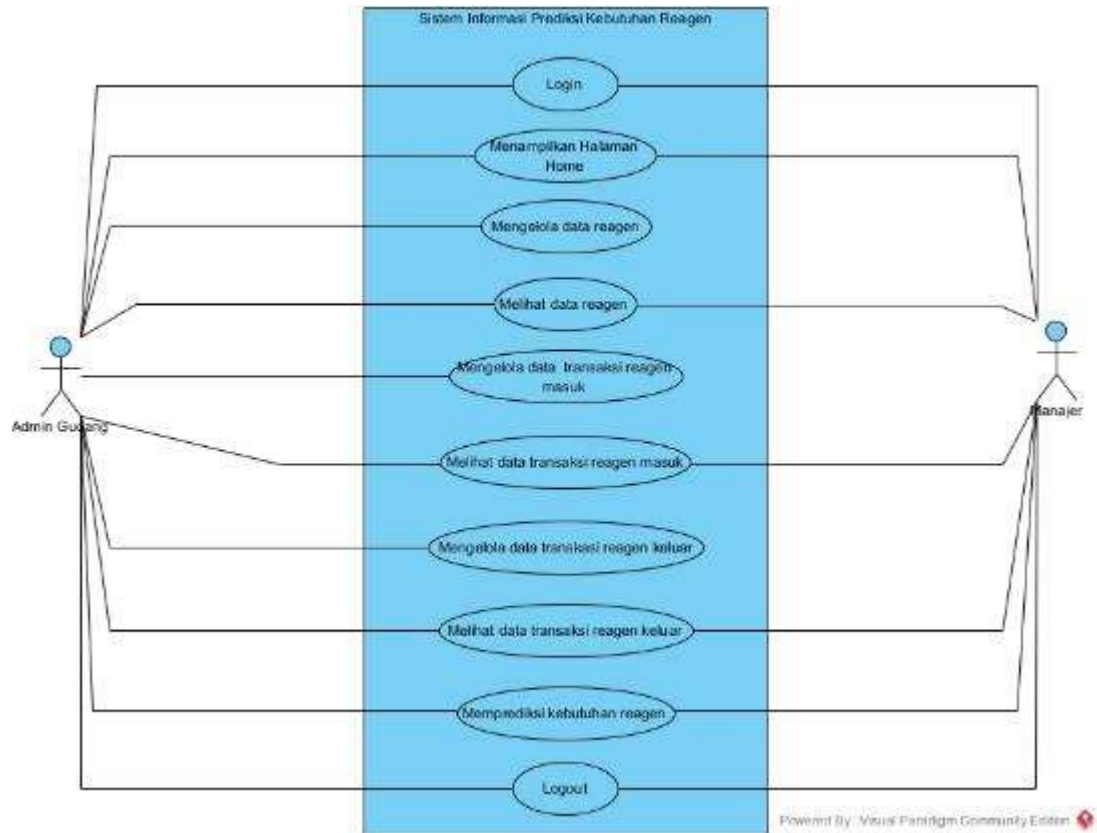 Sistem Informasi Prediksi Kebutuhan Reagen
Login
Menampilkan Halaman
Home
Mengelola data reagen
Melihat data reagen
Mengelola data transaksi reagen
masuk
Admin Gudang
Manajer
Melihat data transaksi reagen masuk
Mengelola data transkasi reagen keluar
Melihat data transaksi reagen keluar
Memprediksi kebutuhan reagen
Logout
Powered By Visual Paradigm Community Edition